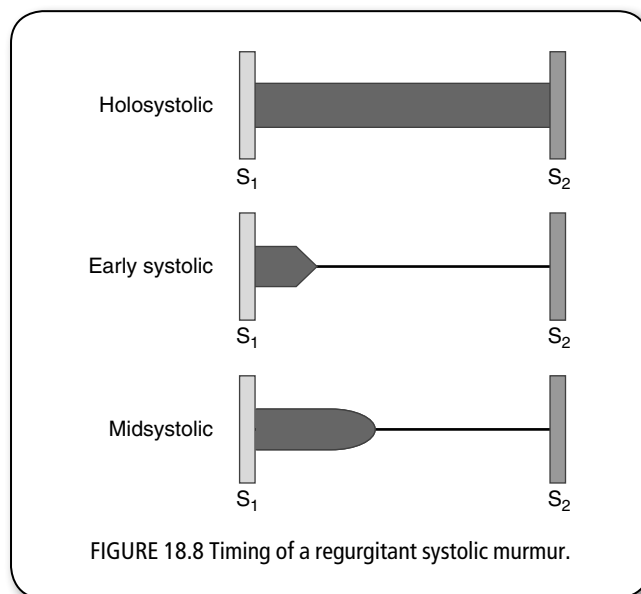 Holosystolic
S₁ S₂
Early systolic
S₁ S₂
Midsystolic
S₁ S₂
FIGURE 18.8 Timing of a regurgitant systolic murmur.